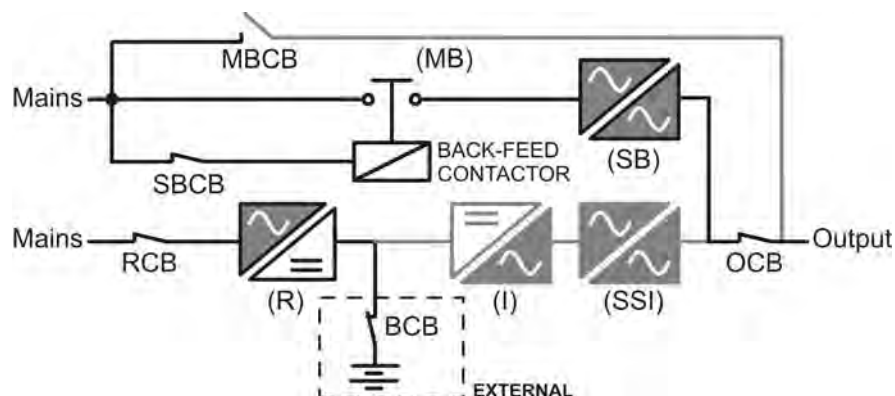 MBCB
(MB)
Mains
BACK-FEED
CONTACTOR
(SB)
SBCB
Mains
Output
RCB
(R)
(I)
(SSI)
OCB
BCB
EXTERNAL